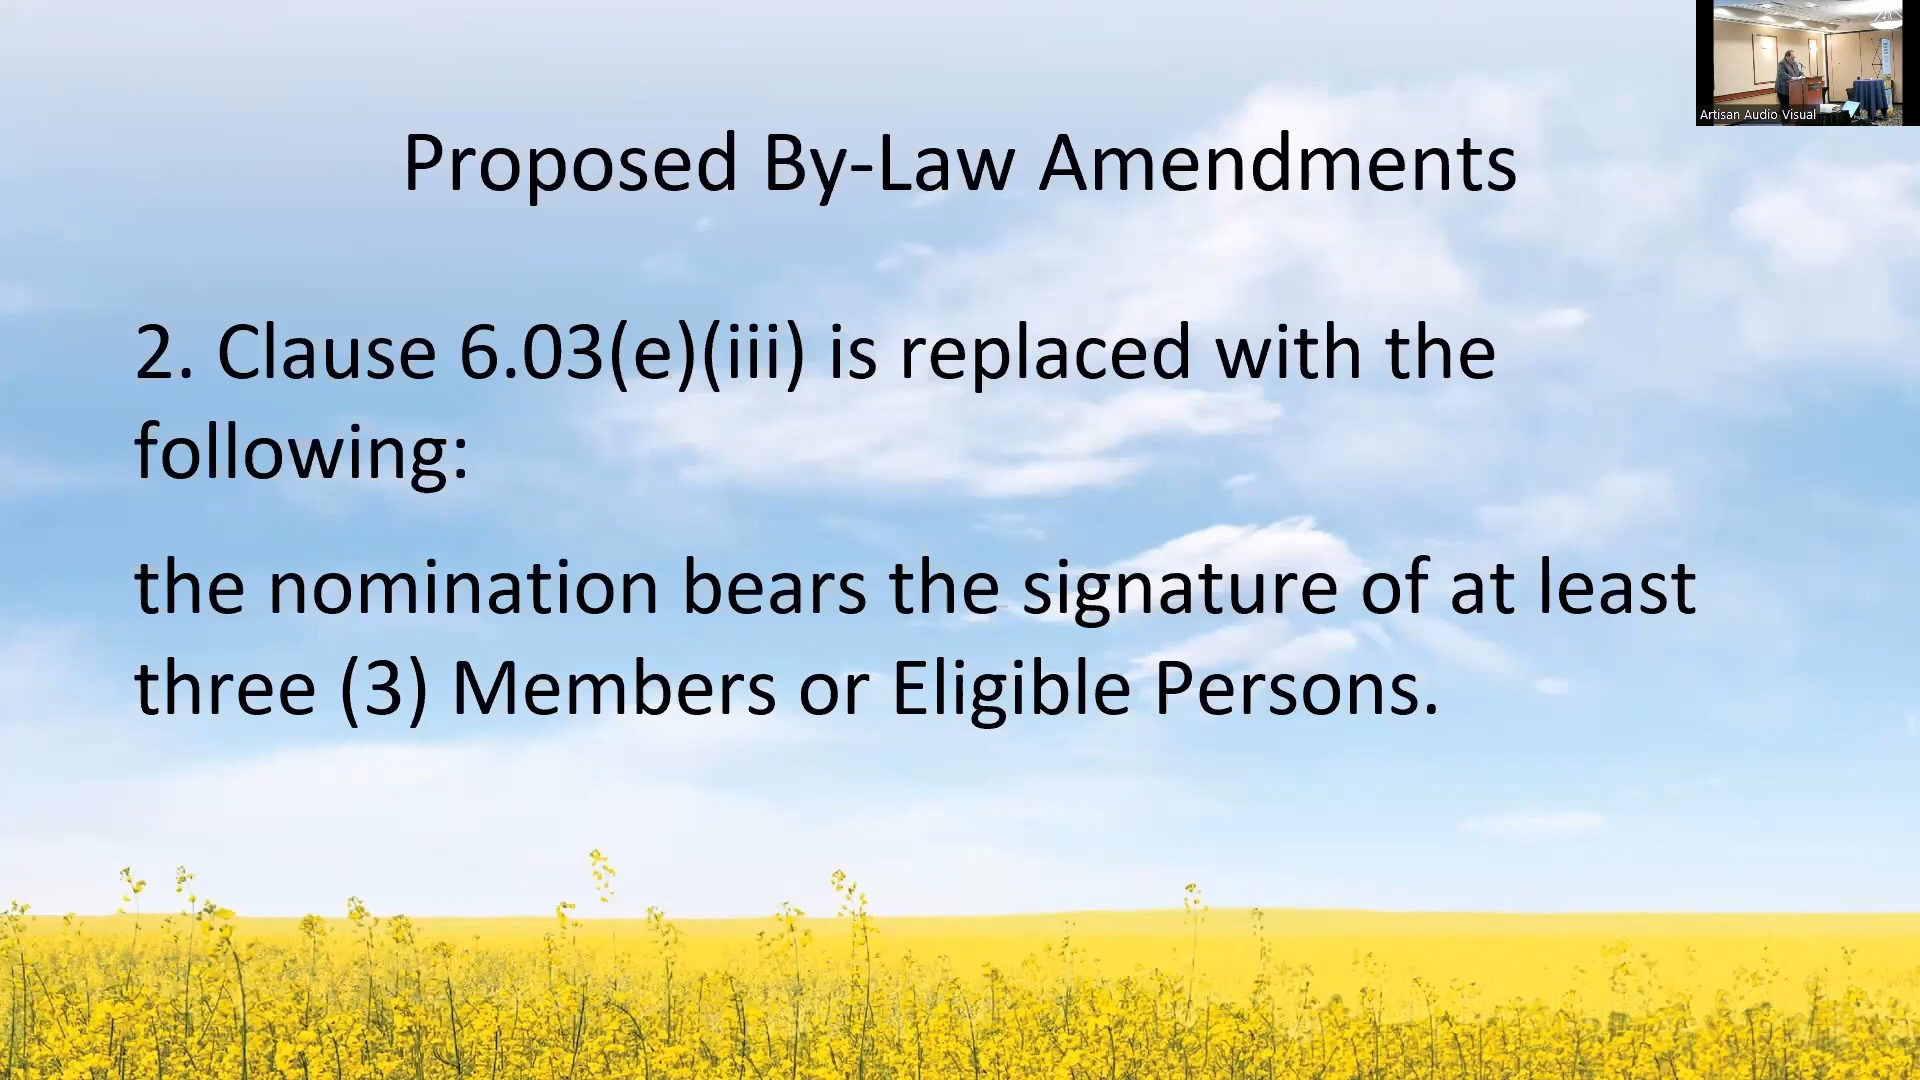 Artisan Audio Visual
Proposed By-Law Amendments
2. Clause 6.03(e)(iii) is replaced with the
following:
the nomination bears the signature of at least
three (3) Members or Eligible Persons.